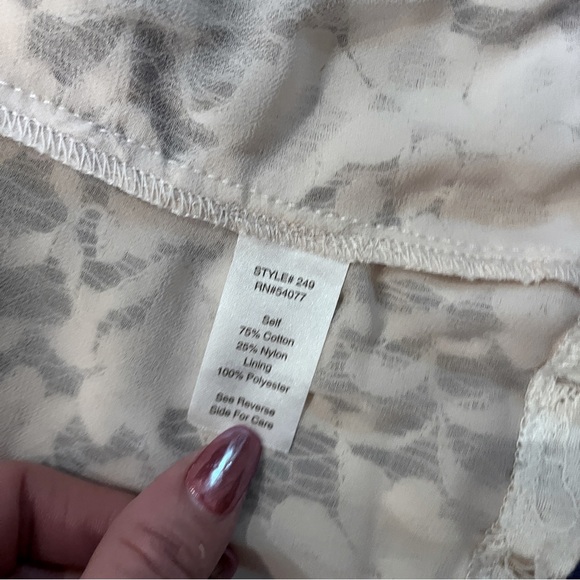 STYLE# 249
RN#54077
Self
75% Cotton
25% Nylon
Lining
100% Polyester
See Reverse
Side For Care